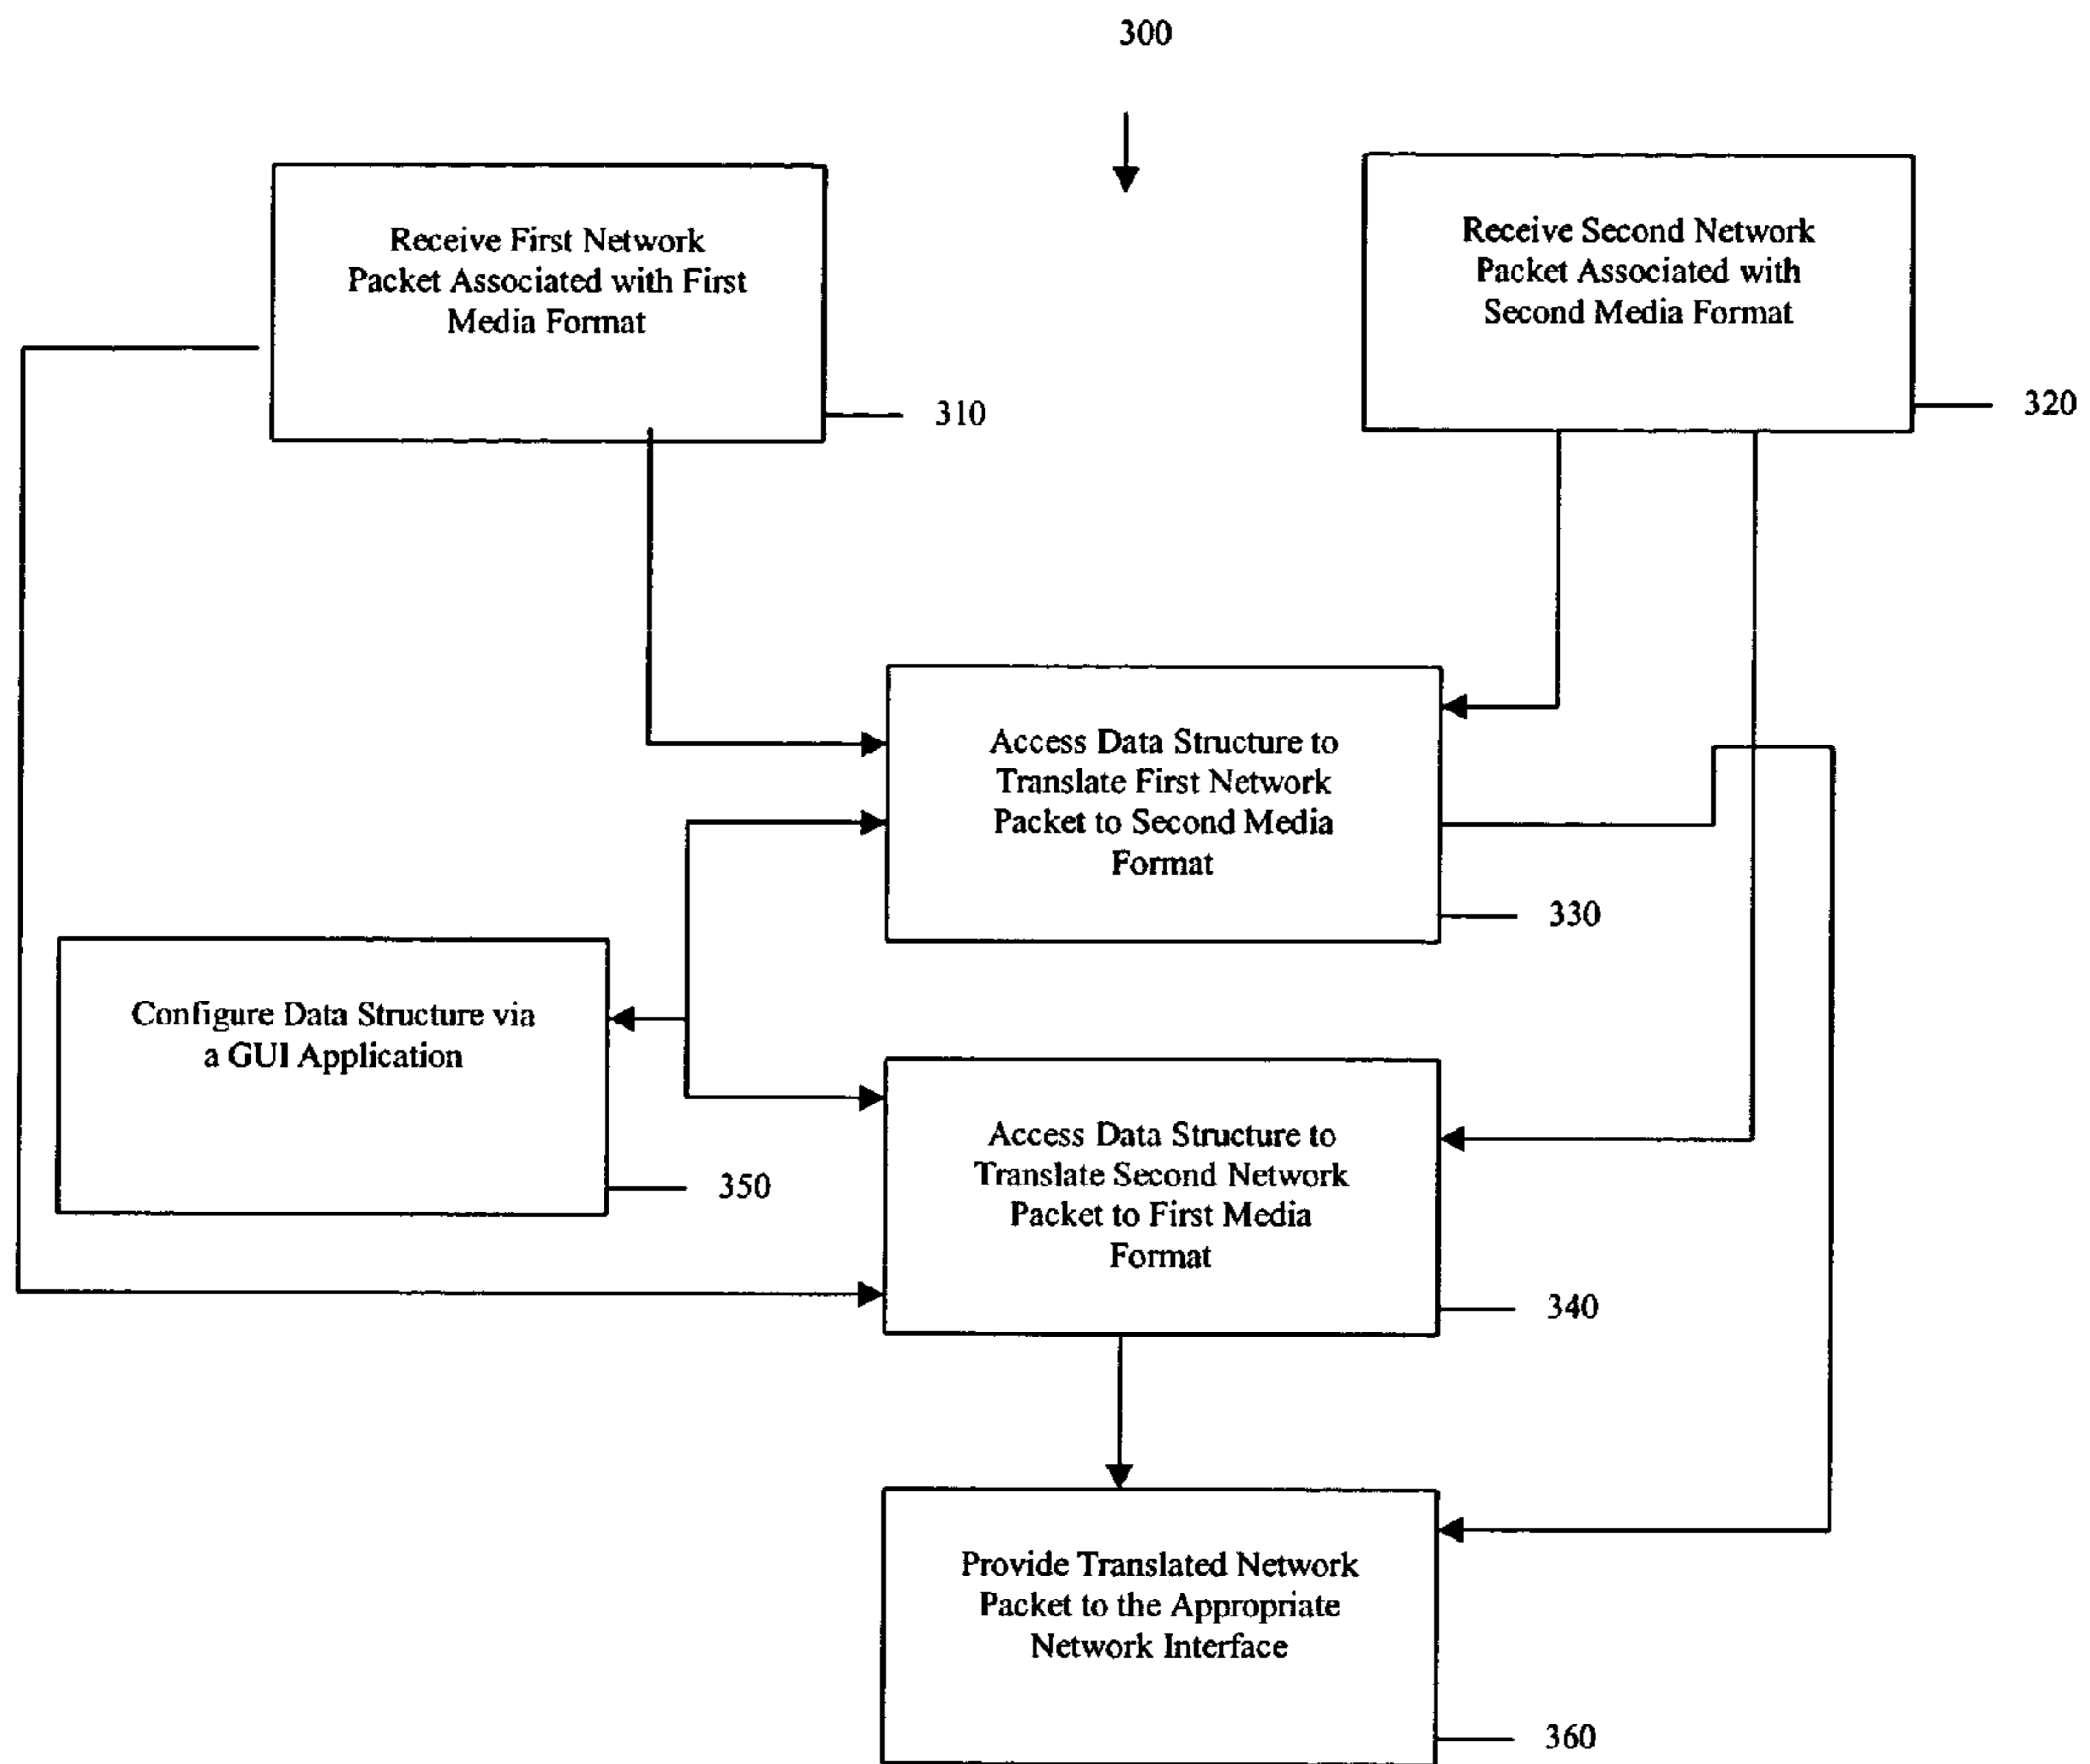 300
Receive First Network
Packet Associated with First
Media Format
310
Receive Second Network
Packet Associated with
Second Media Format
320
Access Data Structure to
Translate First Network
Packet to Second Media
Format
330
Configure Data Structure via
a GUI Application
350
Access Data Structure to
Translate Second Network
Packet to First Media
Format
340
Provide Translated Network
Packet to the Appropriate
Network Interface
360